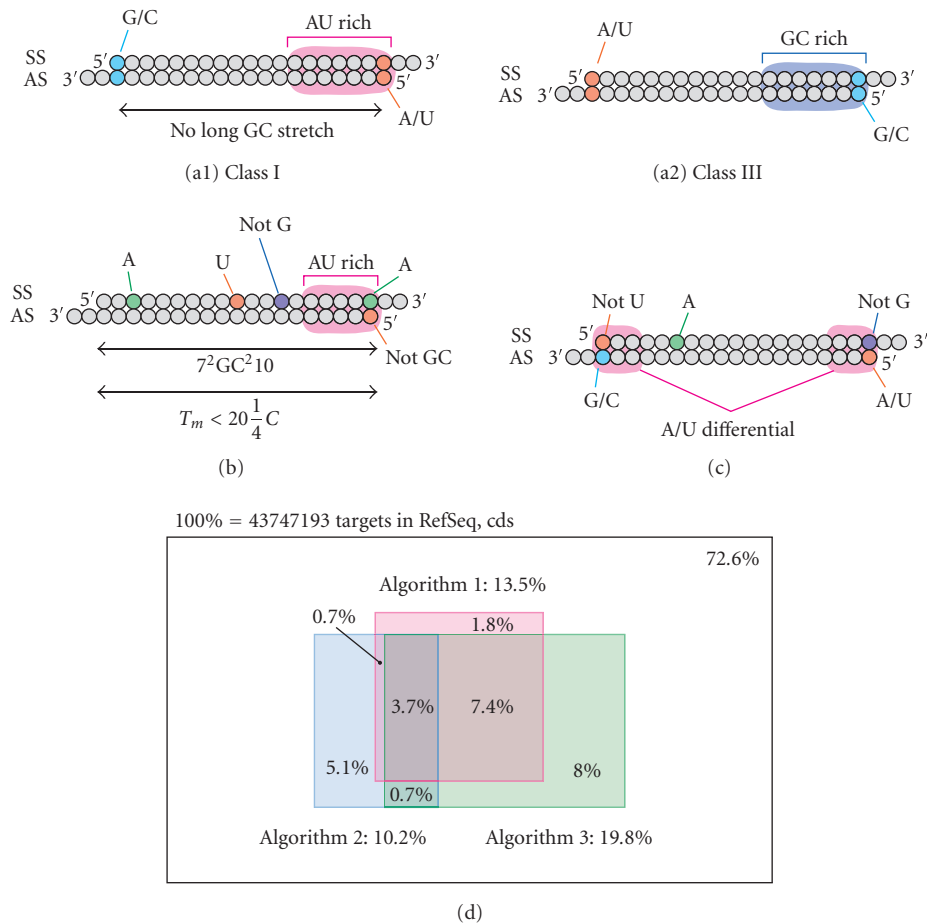 G/C
AU rich
SS
5′
3′
AS
3′
5′
No long GC stretch
A/U
(a1) Class I
A/U
GC rich
SS
5′
3′
AS
3′
5′
G/C
(a2) Class III
Not G
A
U
AU rich
A
SS
5′
3′
AS
3′
5′
Not GC
7²GC²10
Tₘ < 20 1/4 C
(b)
Not U
A
Not G
SS
5′
3′
AS
3′
5′
G/C
A/U
A/U differential
(c)
100% = 43747193 targets in RefSeq, cds
72.6%
Algorithm 1: 13.5%
0.7%
1.8%
3.7%
7.4%
5.1%
8%
0.7%
Algorithm 2: 10.2%
Algorithm 3: 19.8%
(d)